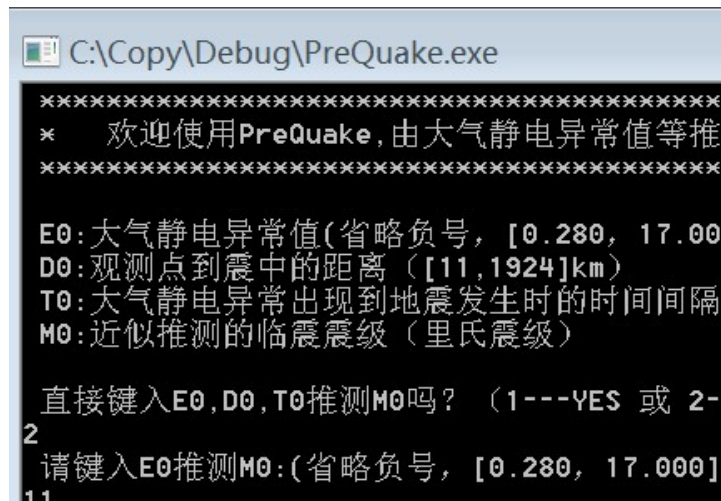 C:\Copy\Debug\PreQuake.exe
*****************************************
* 欢迎使用PreQuake,由大气静电异常值等推
*****************************************
E0:大气静电异常值(省略负号，[0.280，17.00
D0:观测点到震中的距离（[11,1924]km）
T0:大气静电异常出现到地震发生时的时间间隔
M0:近似推测的临震震级（里氏震级）
直接键入E0,D0,T0推测M0吗？（1---YES 或 2-
2
请键入E0推测M0:(省略负号，[0.280，17.000]
11